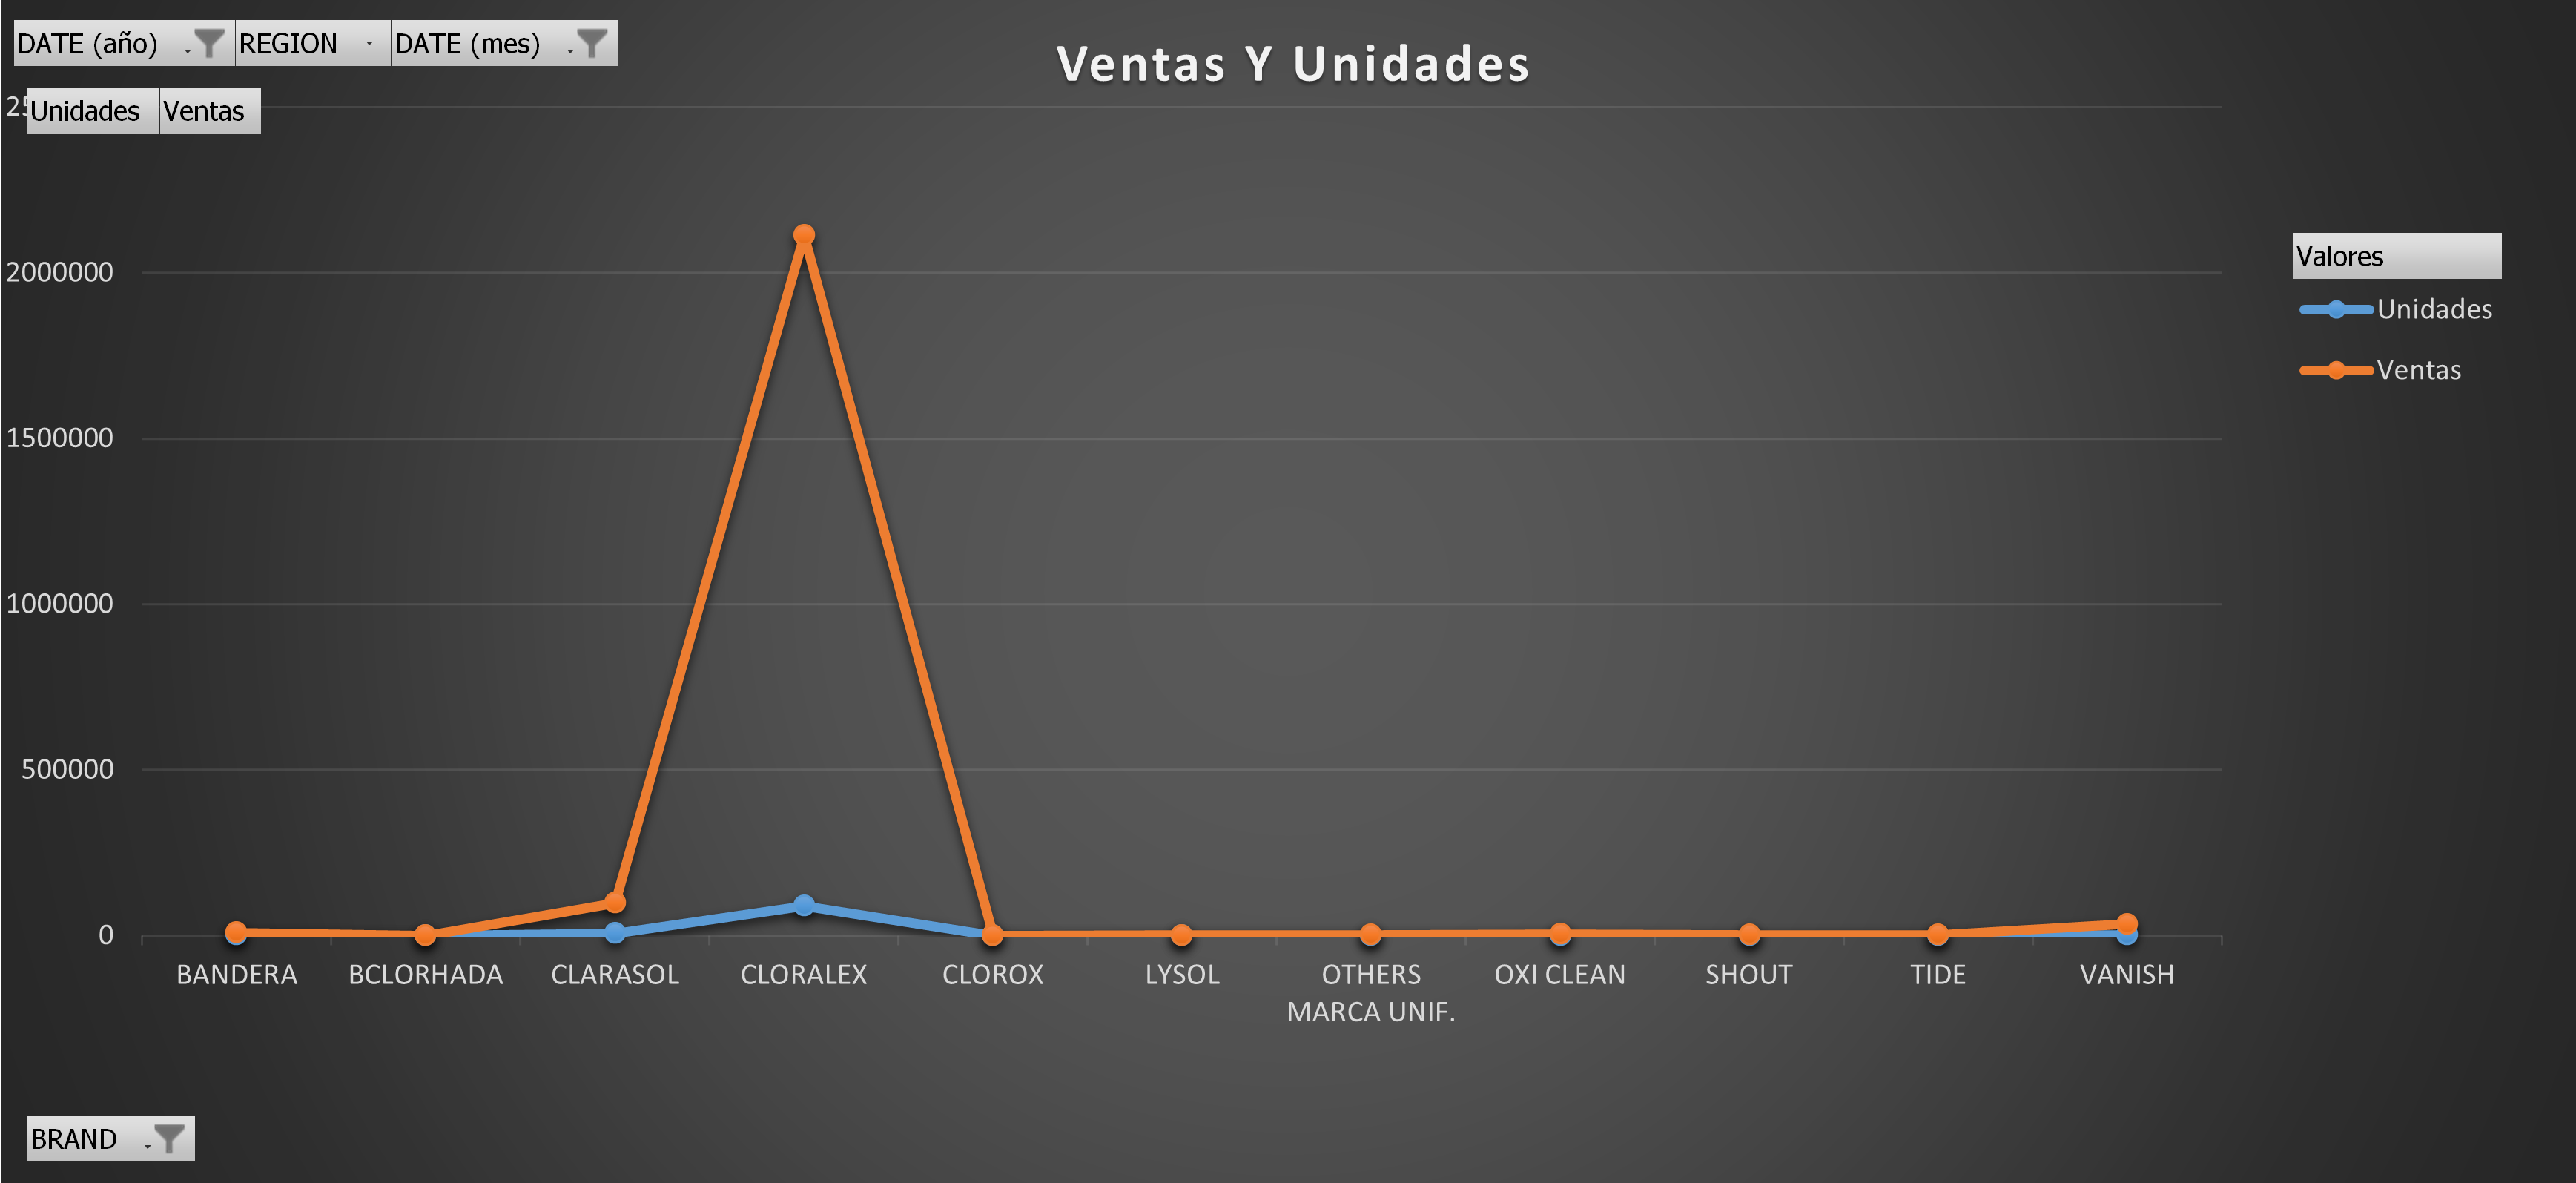 DATE (año) REGION DATE (mes)
Ventas Y Unidades
Unidades Ventas
2000000
1500000
1000000
500000
0
BANDERA BCLORHADA CLARASOL CLORALEX CLOROX LYSOL OTHERS OXI CLEAN SHOUT TIDE VANISH
MARCA UNIF.
Valores
Unidades
Ventas
BRAND